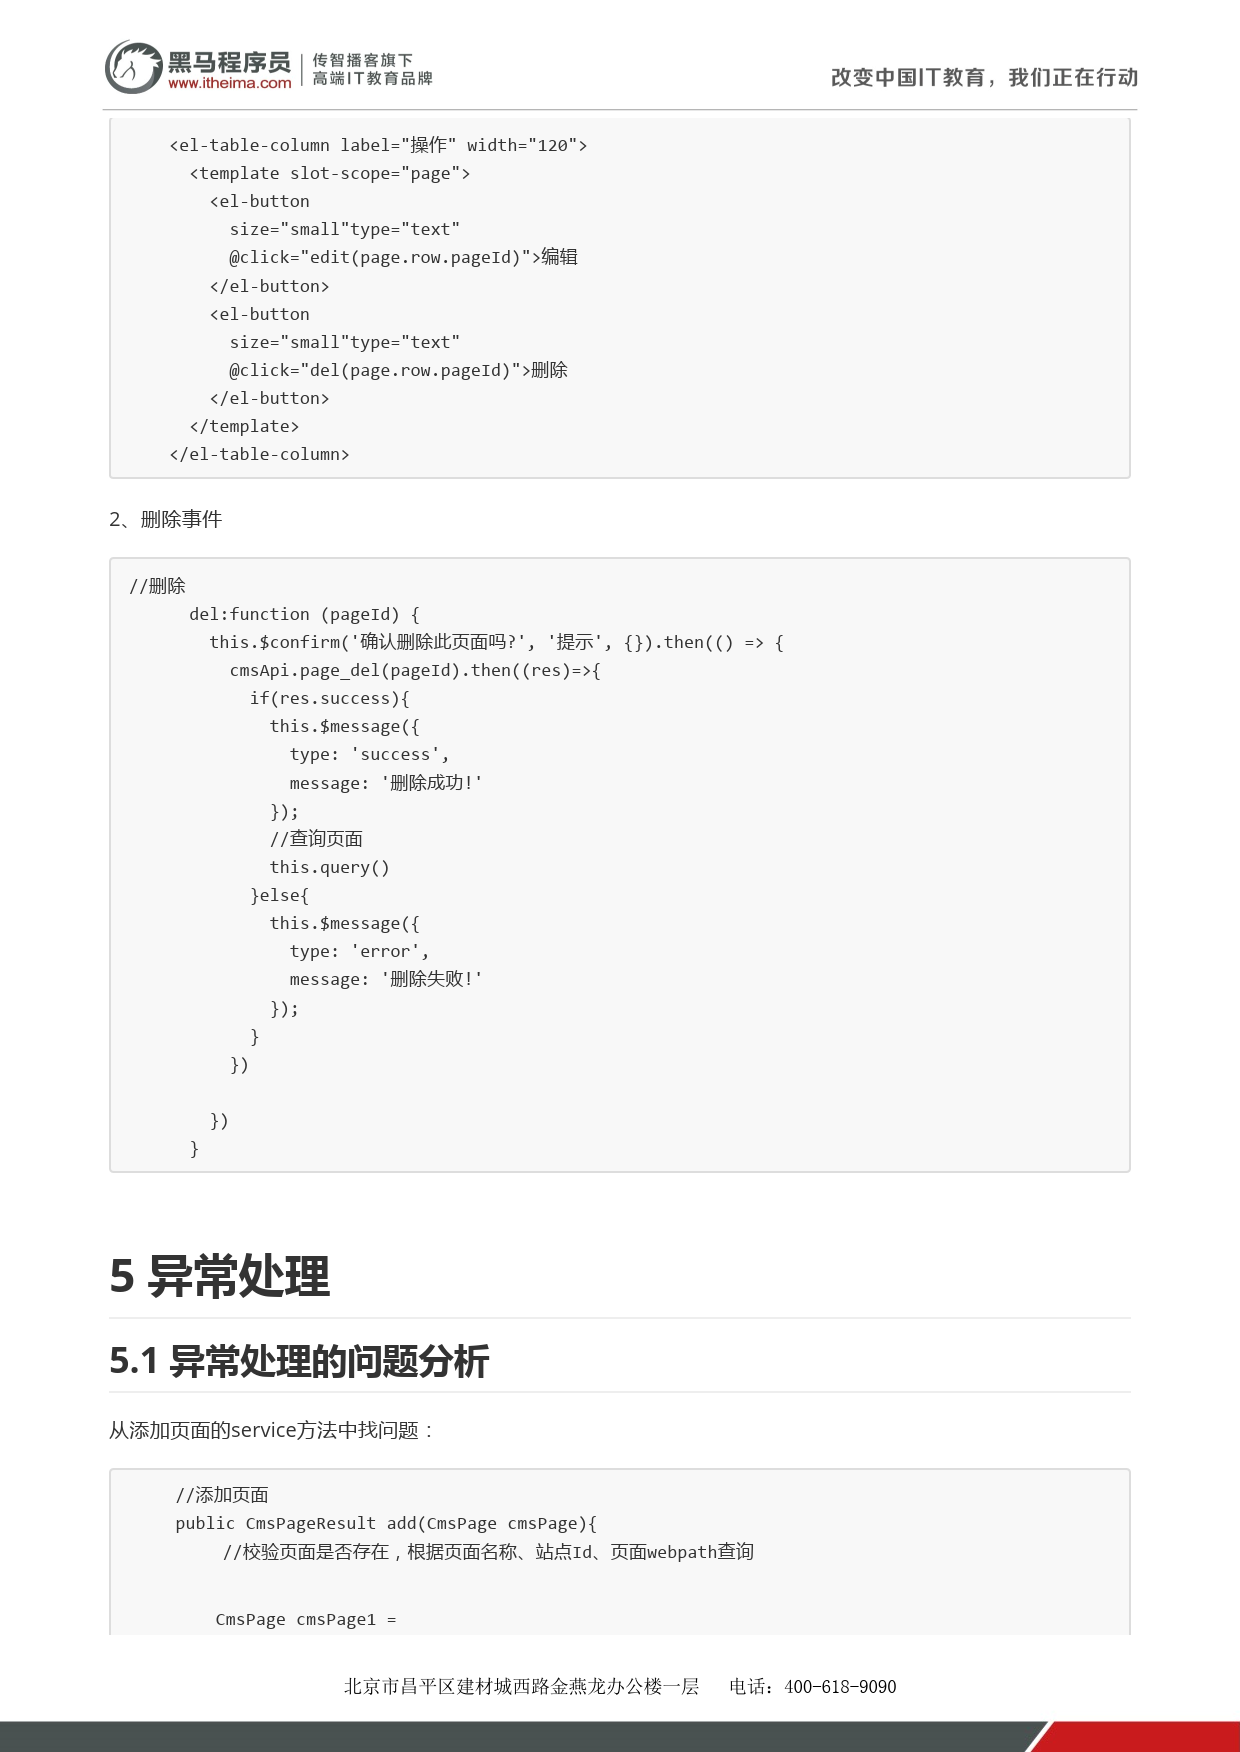 黑马程序员
www.itheima.com
传智播客旗下
高端IT教育品牌
改变中国IT教育，我们正在行动
<el-table-column label="操作" width="120">
<template slot-scope="page">
<el-button
size="small"type="text"
@click="edit(page.row.pageId)">编辑
</el-button>
<el-button
size="small"type="text"
@click="del(page.row.pageId)">删除
</el-button>
</template>
</el-table-column>
2、删除事件
//删除
del:function (pageId) {
this.$confirm('确认删除此页面吗?', '提示', {}).then(() => {
cmsApi.page_del(pageId).then((res)=>{
if(res.success){
this.$message({
type: 'success',
message: '删除成功!'
});
//查询页面
this.query()
}else{
this.$message({
type: 'error',
message: '删除失败!'
});
}
})
})
}
5 异常处理
5.1 异常处理的问题分析
从添加页面的service方法中找问题：
//添加页面
public CmsPageResult add(CmsPage cmsPage){
//校验页面是否存在，根据页面名称、站点Id、页面webpath查询
CmsPage cmsPage1 =
北京市昌平区建材城西路金燕龙办公楼一层 电话：400-618-9090